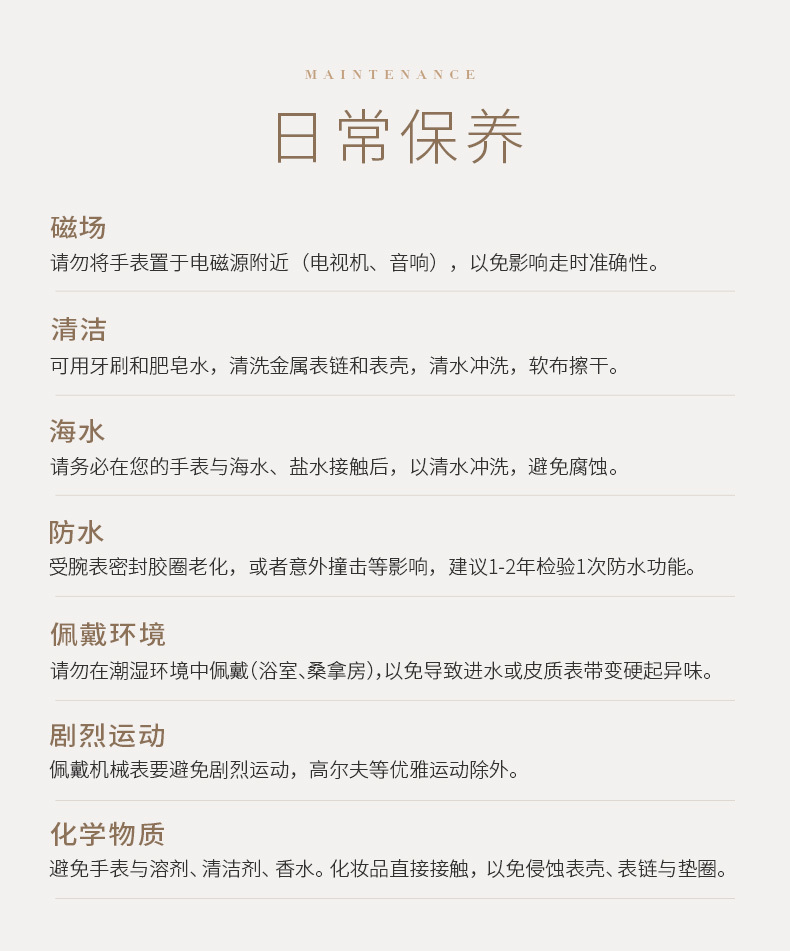 MAINTENANCE
日常保养
磁场
请勿将手表置于电磁源附近（电视机、音响），以免影响走时准确性。
清洁
可用牙刷和肥皂水，清洗金属表链和表壳，清水冲洗，软布擦干。
海水
请务必在您的手表与海水、盐水接触后，以清水冲洗，避免腐蚀。
防水
受腕表密封胶圈老化，或者意外撞击等影响，建议1-2年检验1次防水功能。
佩戴环境
请勿在潮湿环境中佩戴（浴室、桑拿房），以免导致进水或皮质表带变硬起异味。
剧烈运动
佩戴机械表要避免剧烈运动，高尔夫等优雅运动除外。
化学物质
避免手表与溶剂、清洁剂、香水。化妆品直接接触，以免侵蚀表壳、表链与垫圈。